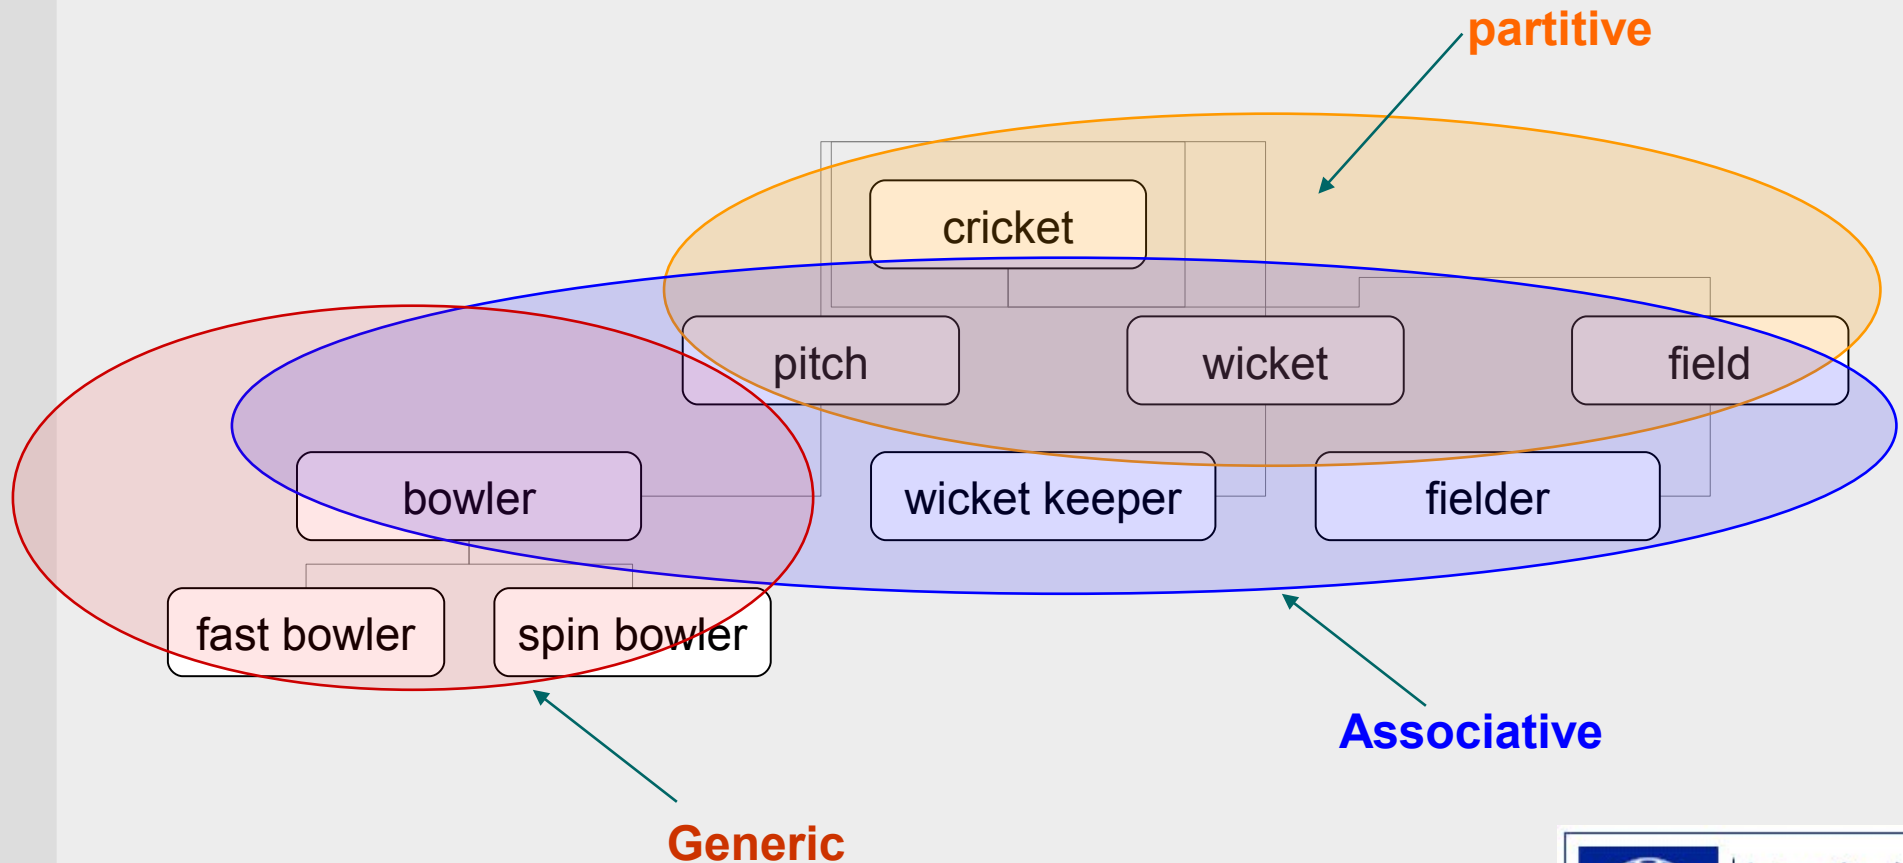 partitive
cricket
pitch
wicket
field
bowler
wicket keeper
fielder
fast bowler
spin bowler
Associative
Generic